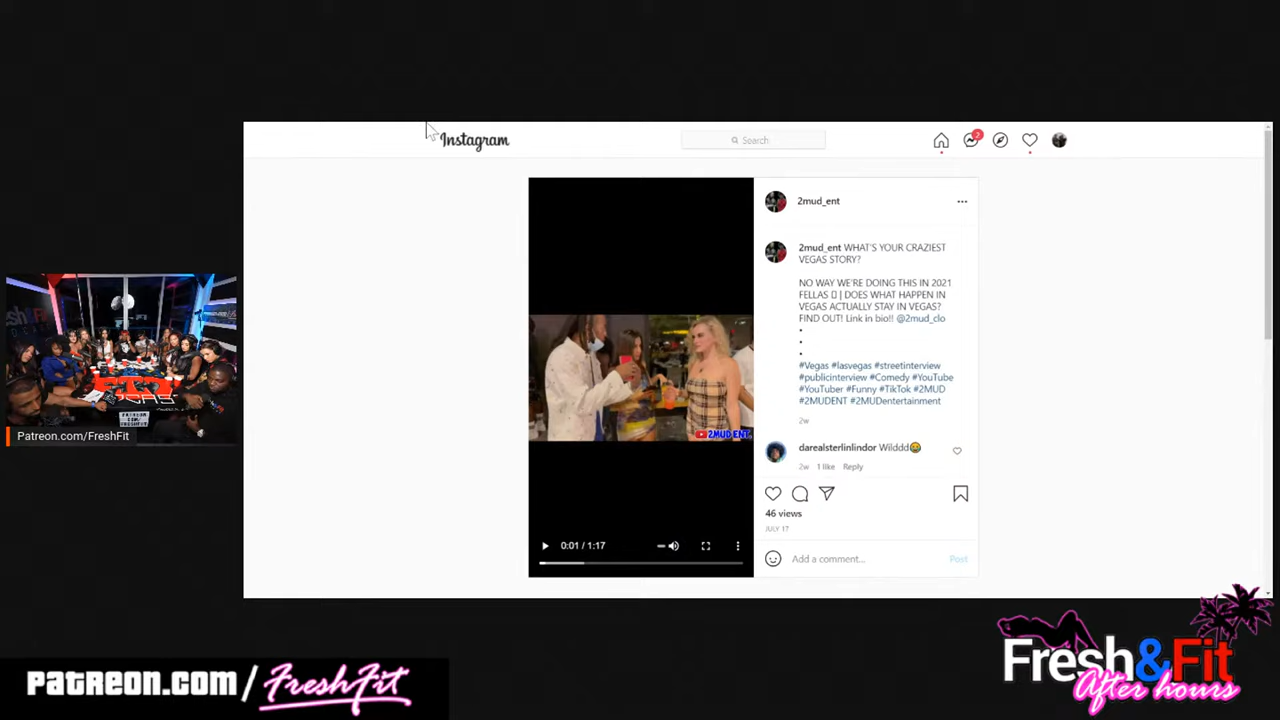 Instagram
Search
2
2mud_ent
2mud_ent WHAT'S YOUR CRAZIEST
VEGAS STORY?
NO WAY WE'RE DOING THIS IN 2021
FELLAS | DOES WHAT HAPPEN IN
VEGAS ACTUALLY STAY IN VEGAS?
FIND OUT! Link in bio!! @2mud_clo
•
•
•
#Vegas #lasvegas #streetinterview
#publicinterview #Comedy #YouTube
#YouTuber #Funny #TikTok #2MUD
#2MUDENT #2MUDentertainment
2w
darealsterlinlindor Wilddd😂
2w 1 like Reply
46 views
JULY 17
Add a comment... Post
2MUD ENT.
0:01 / 1:17
Patreon.com/FreshFit
patreon.com/FreshFit
Fresh&Fit
After hours